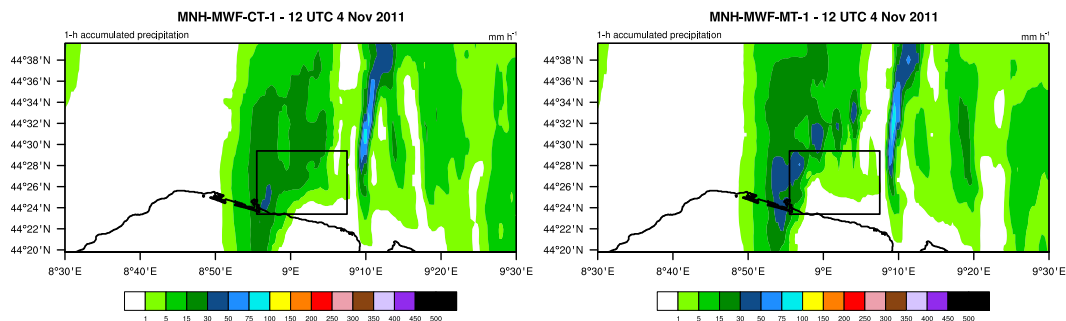 MNH-MWF-CT-1 - 12 UTC 4 Nov 2011
1-h accumulated precipitation mm h⁻¹
44°38'N
44°36'N
44°34'N
44°32'N
44°30'N
44°28'N
44°26'N
44°24'N
44°22'N
44°20'N
8°30'E 8°40'E 8°50'E 9°E 9°10'E 9°20'E 9°30'E
1 5 15 30 50 75 100 150 200 250 300 350 400 450 500
MNH-MWF-MT-1 - 12 UTC 4 Nov 2011
1-h accumulated precipitation mm h⁻¹
44°38'N
44°36'N
44°34'N
44°32'N
44°30'N
44°28'N
44°26'N
44°24'N
44°22'N
44°20'N
8°30'E 8°40'E 8°50'E 9°E 9°10'E 9°20'E 9°30'E
1 5 15 30 50 75 100 150 200 250 300 350 400 450 500